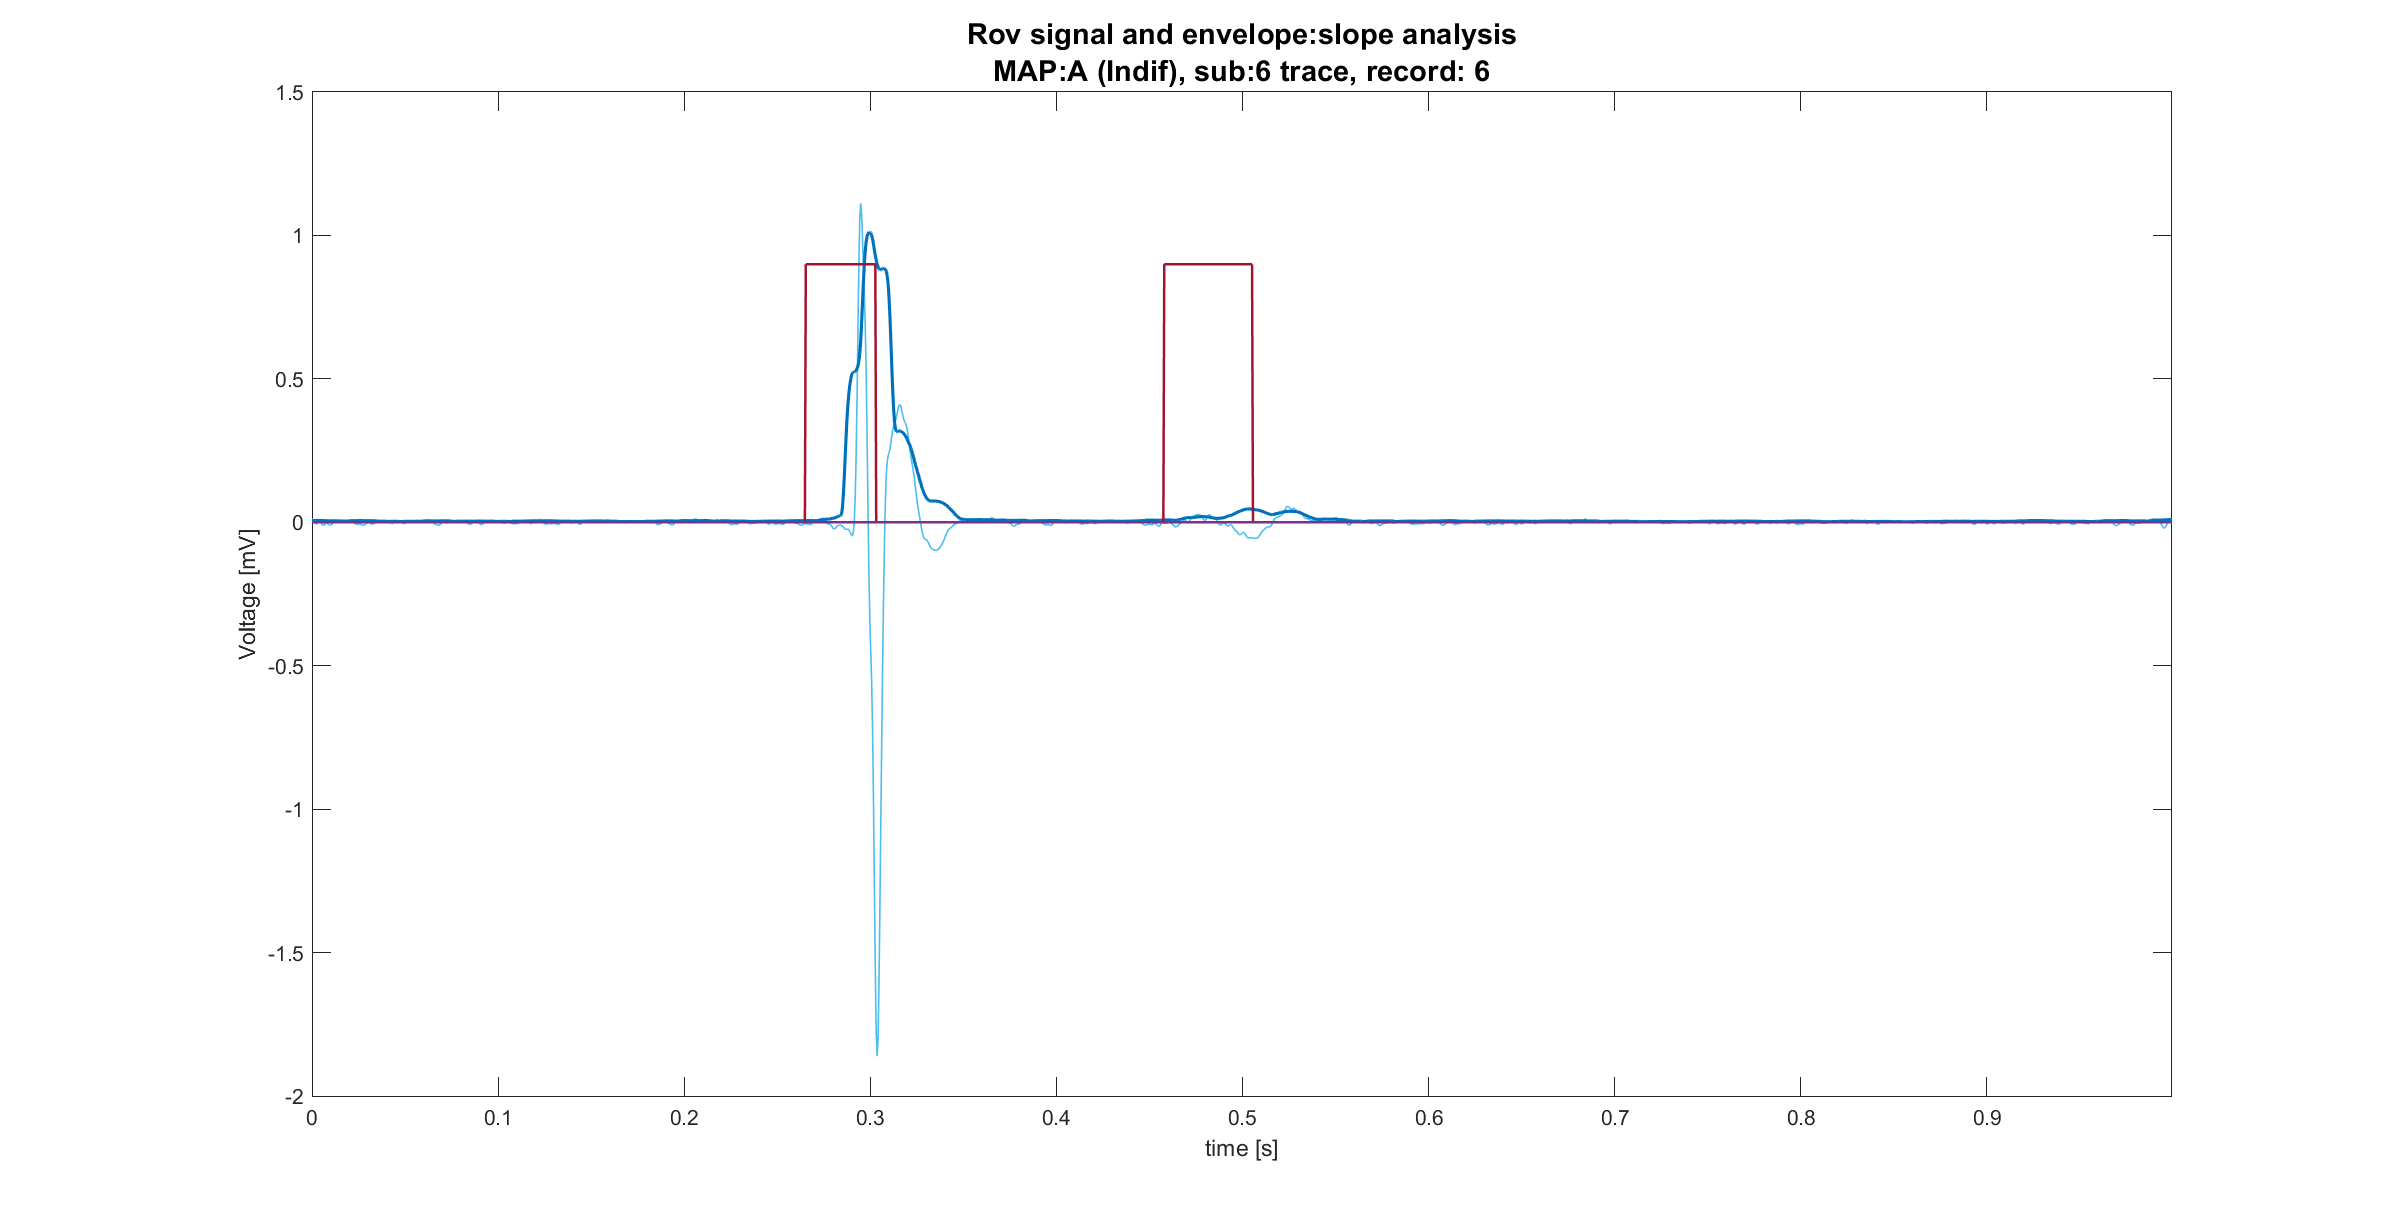 Rov signal and envelope:slope analysis
MAP:A (Indif), sub:6 trace, record: 6
1.5
1
0.5
0
-0.5
-1
-1.5
-2
Voltage [mV]
0 0.1 0.2 0.3 0.4 0.5 0.6 0.7 0.8 0.9
time [s]